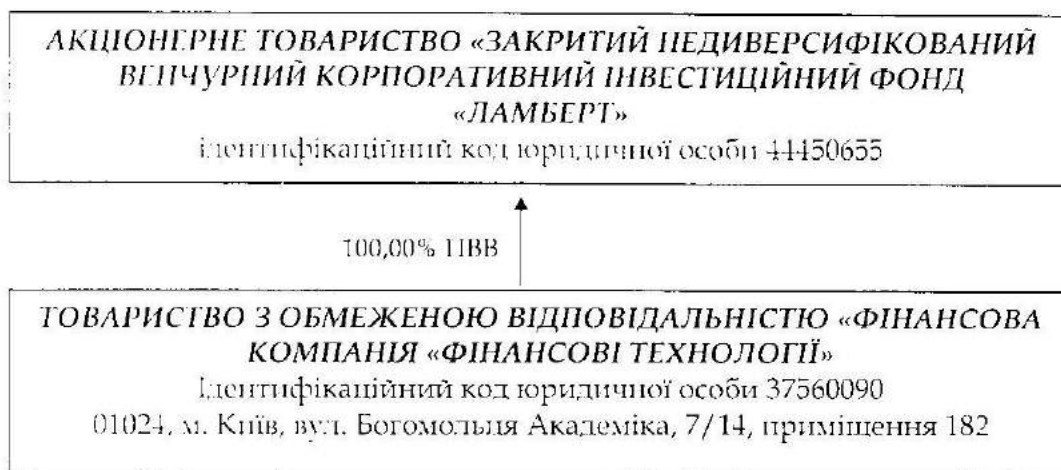 АКЦІОНЕРНЕ ТОВАРИСТВО «ЗАКРИТИЙ НЕДИВЕРСИФІКОВАНИЙ
ВЕНЧУРНИЙ КОРПОРАТИВНИЙ ІНВЕСТИЦІЙНИЙ ФОНД
«ЛАМБЕРТ»
ідентифікаційний код юридичної особи 44450655
100,00% ПВВ
ТОВАРИСТВО З ОБМЕЖЕНОЮ ВІДПОВІДАЛЬНІСТЮ «ФІНАНСОВА
КОМПАНІЯ «ФІНАНСОВІ ТЕХНОЛОГІЇ»
Ідентифікаційний код юридичної особи 37560090
01024, м. Київ, вул. Богомольця Академіка, 7/14, приміщення 182